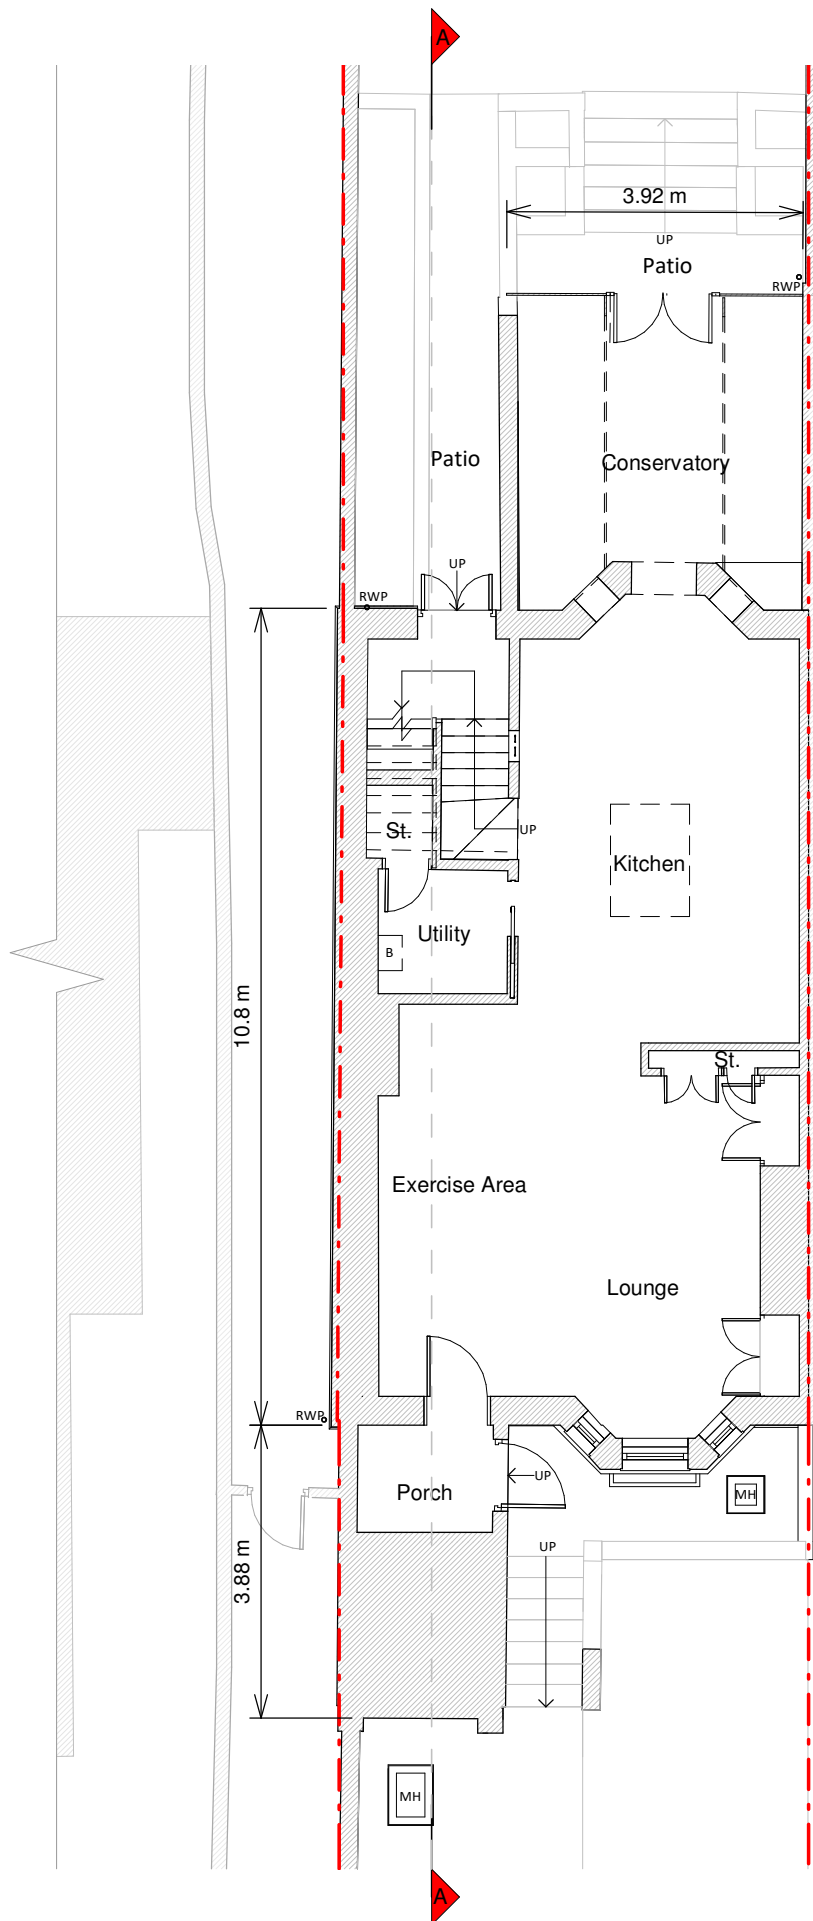 A
3.92 m
UP
Patio
RWP
Patio
Conservatory
UP
RWP
St.
UP
Kitchen
Utility
B
10.8 m
St.
Exercise Area
Lounge
RWP
UP
Porch
MH
UP
3.88 m
MH
A